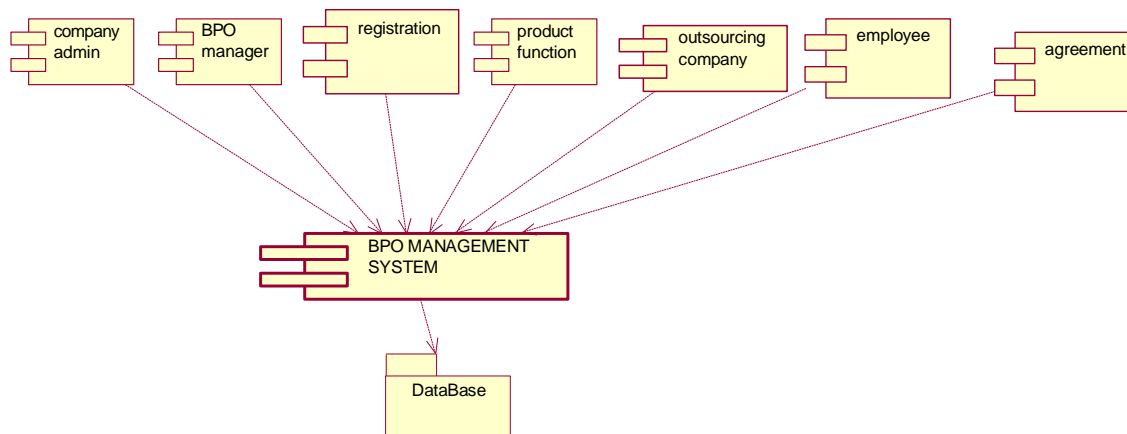 company
admin
BPO
manager
registration
product
function
outsourcing
company
employee
agreement
BPO MANAGEMENT
SYSTEM
DataBase